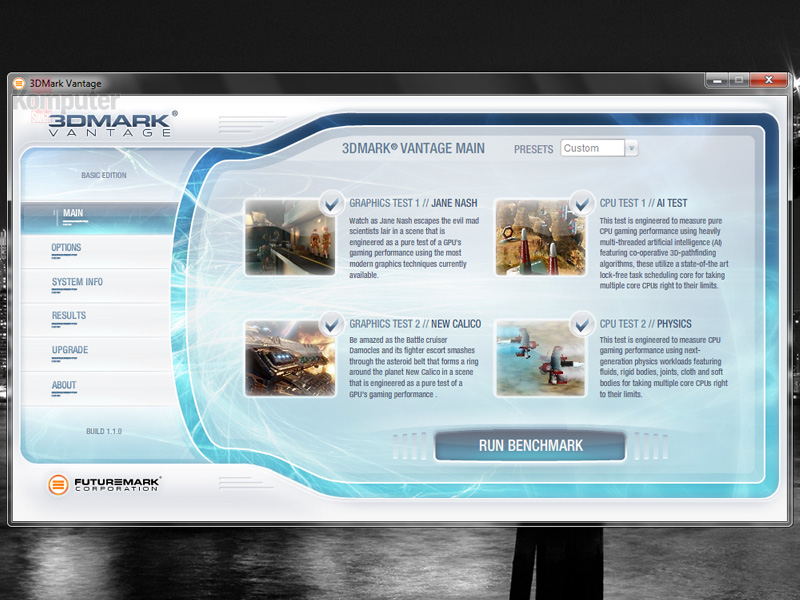 3DMark Vantage
Komputer
3DMARK®
VANTAGE
3DMARK® VANTAGE MAIN
PRESETS
Custom
BASIC EDITION
MAIN
OPTIONS
SYSTEM INFO
RESULTS
UPGRADE
ABOUT
BUILD 1.1.0
GRAPHICS TEST 1 // JANE NASH
Watch as Jane Nash escapes the evil mad
scientists lair in a scene that is
engineered as a pure test of a GPU's
gaming performance using the most
modern graphics techniques currently
available.
CPU TEST 1 // AI TEST
This test is engineered to measure pure
CPU gaming performance using heavily
multi-threaded artificial intelligence (AI)
featuring co-operative 3D-pathfinding
algorithms, these utilize a state-of-the art
lock-free task scheduling core for taking
multiple core CPUs right to their limits.
GRAPHICS TEST 2 // NEW CALICO
Be amazed as the Battle cruiser
Damocles and its fighter escort smashes
through the asteroid belt that forms a ring
around the planet New Calico in a scene
that is engineered as a pure test of a
GPU's gaming performance .
CPU TEST 2 // PHYSICS
This test is engineered to measure CPU
gaming performance using next-
generation physics workloads featuring
fluids, rigid bodies, joints, cloth and soft
bodies for taking multiple core CPUs right
to their limits.
RUN BENCHMARK
FUTUREMARK®
CORPORATION